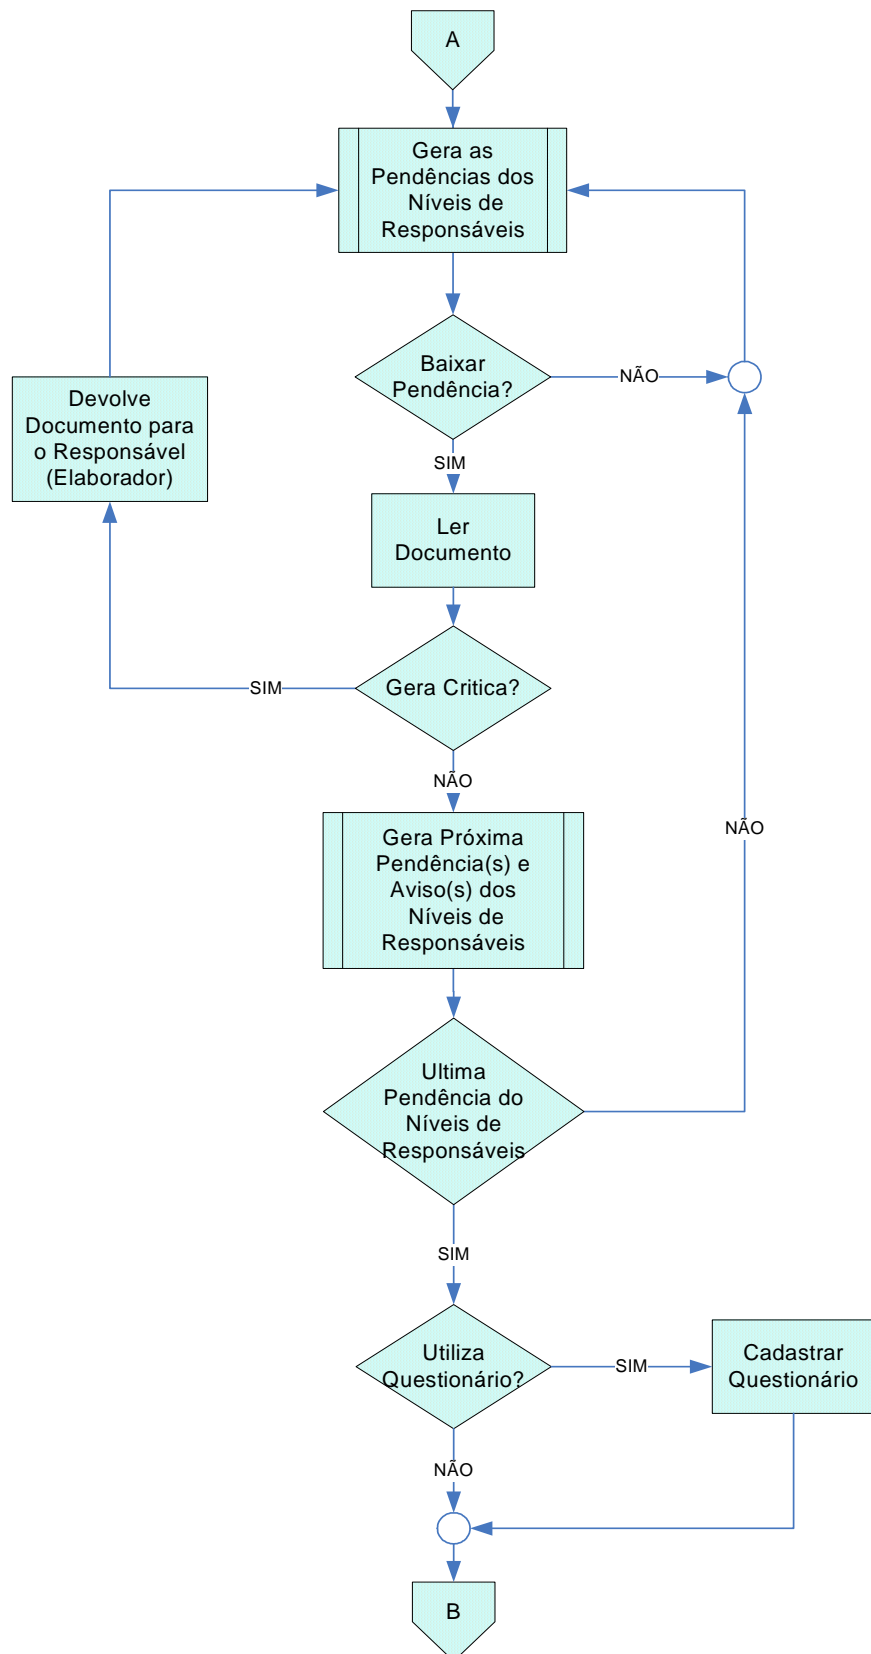 A
Gera as
Pendências dos
Níveis de
Responsáveis
Baixar
Pendência?
NÃO
Devolve
Documento para
o Responsável
(Elaborador)
SIM
Ler
Documento
Gera Critica?
SIM
NÃO
Gera Próxima
Pendência(s) e
Aviso(s) dos
Níveis de
Responsáveis
NÃO
Ultima
Pendência do
Níveis de
Responsáveis
SIM
Utiliza
Questionário?
SIM
Cadastrar
Questionário
NÃO
B